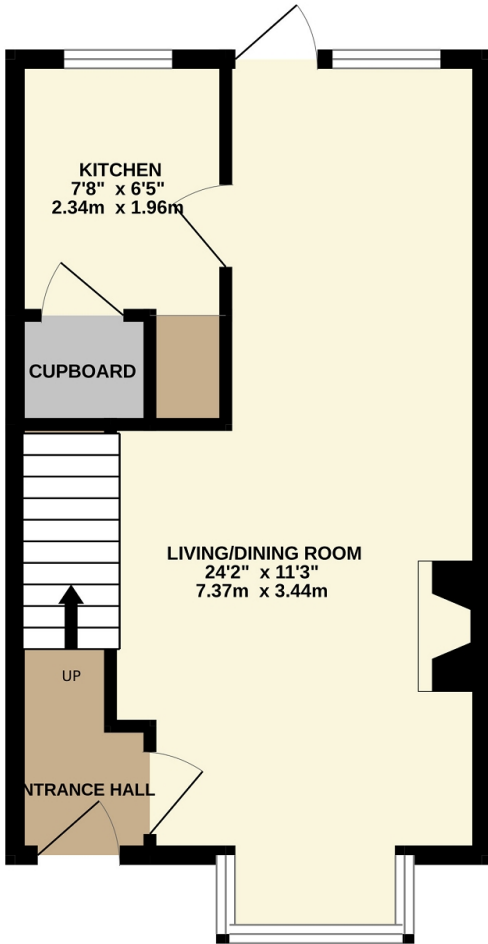 KITCHEN
7'8" x 6'5"
2.34m x 1.96m
CUPBOARD
LIVING/DINING ROOM
24'2" x 11'3"
7.37m x 3.44m
UP
NTRANCE HALL